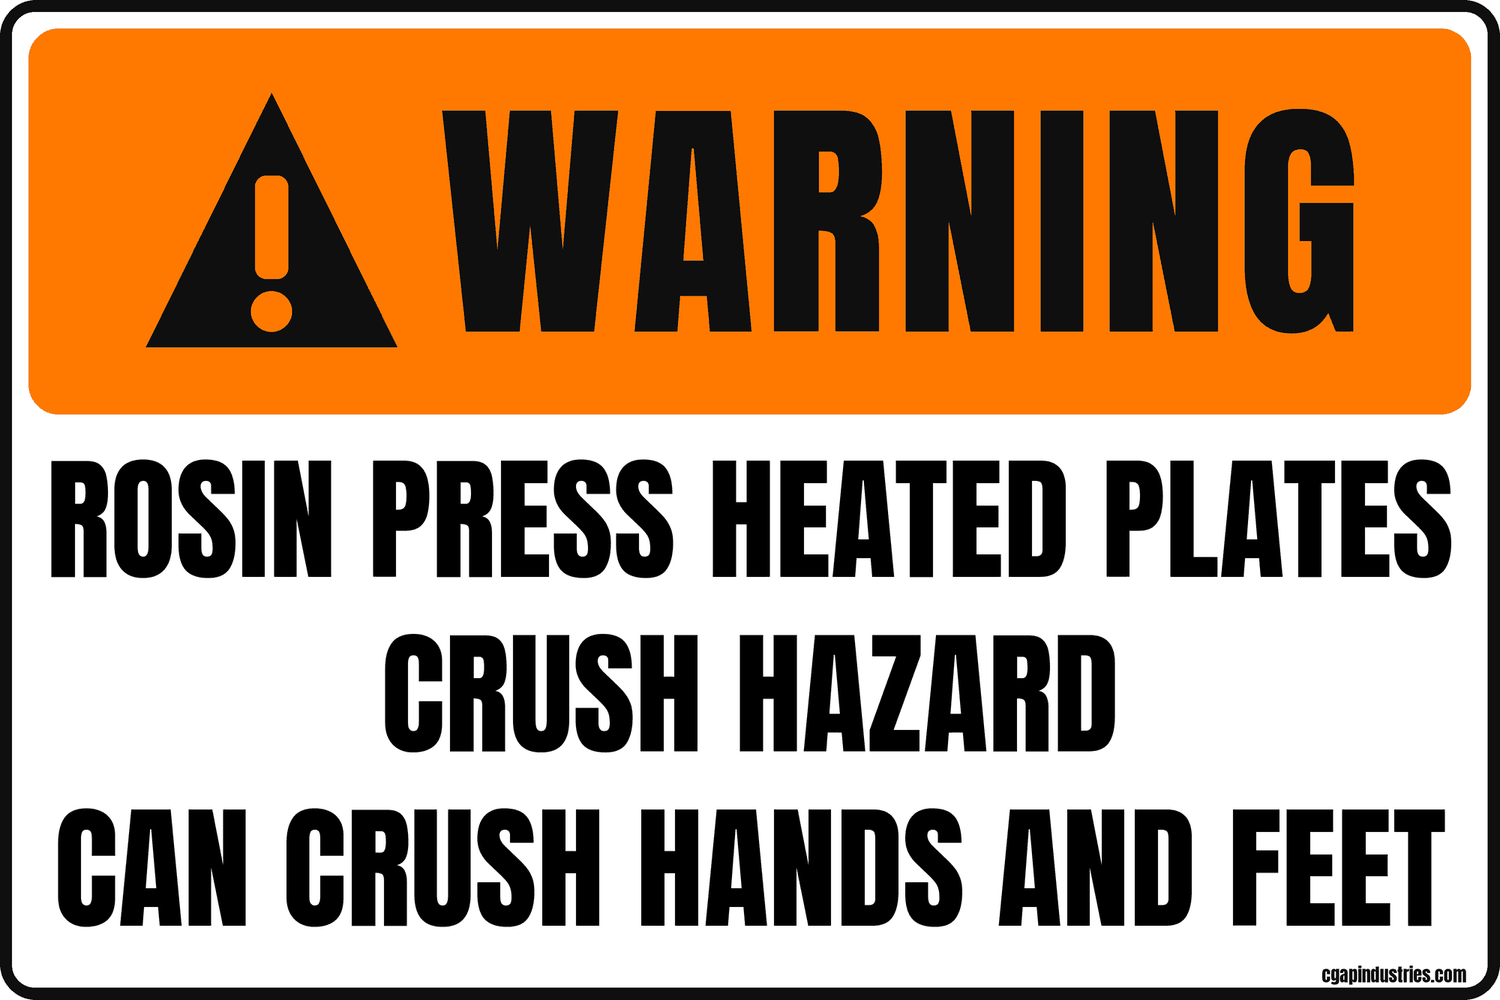 WARNING
ROSIN PRESS HEATED PLATES
CRUSH HAZARD
CAN CRUSH HANDS AND FEET
cgapindustries.com